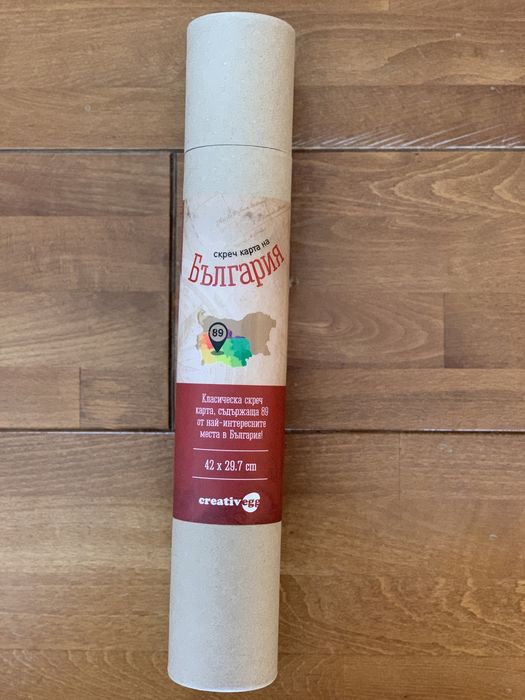 скреч карта на
България
89
Класическа скреч
карта, съдържаща 89
от най-интересните
места в България!
42 x 29.7 cm
creativegg